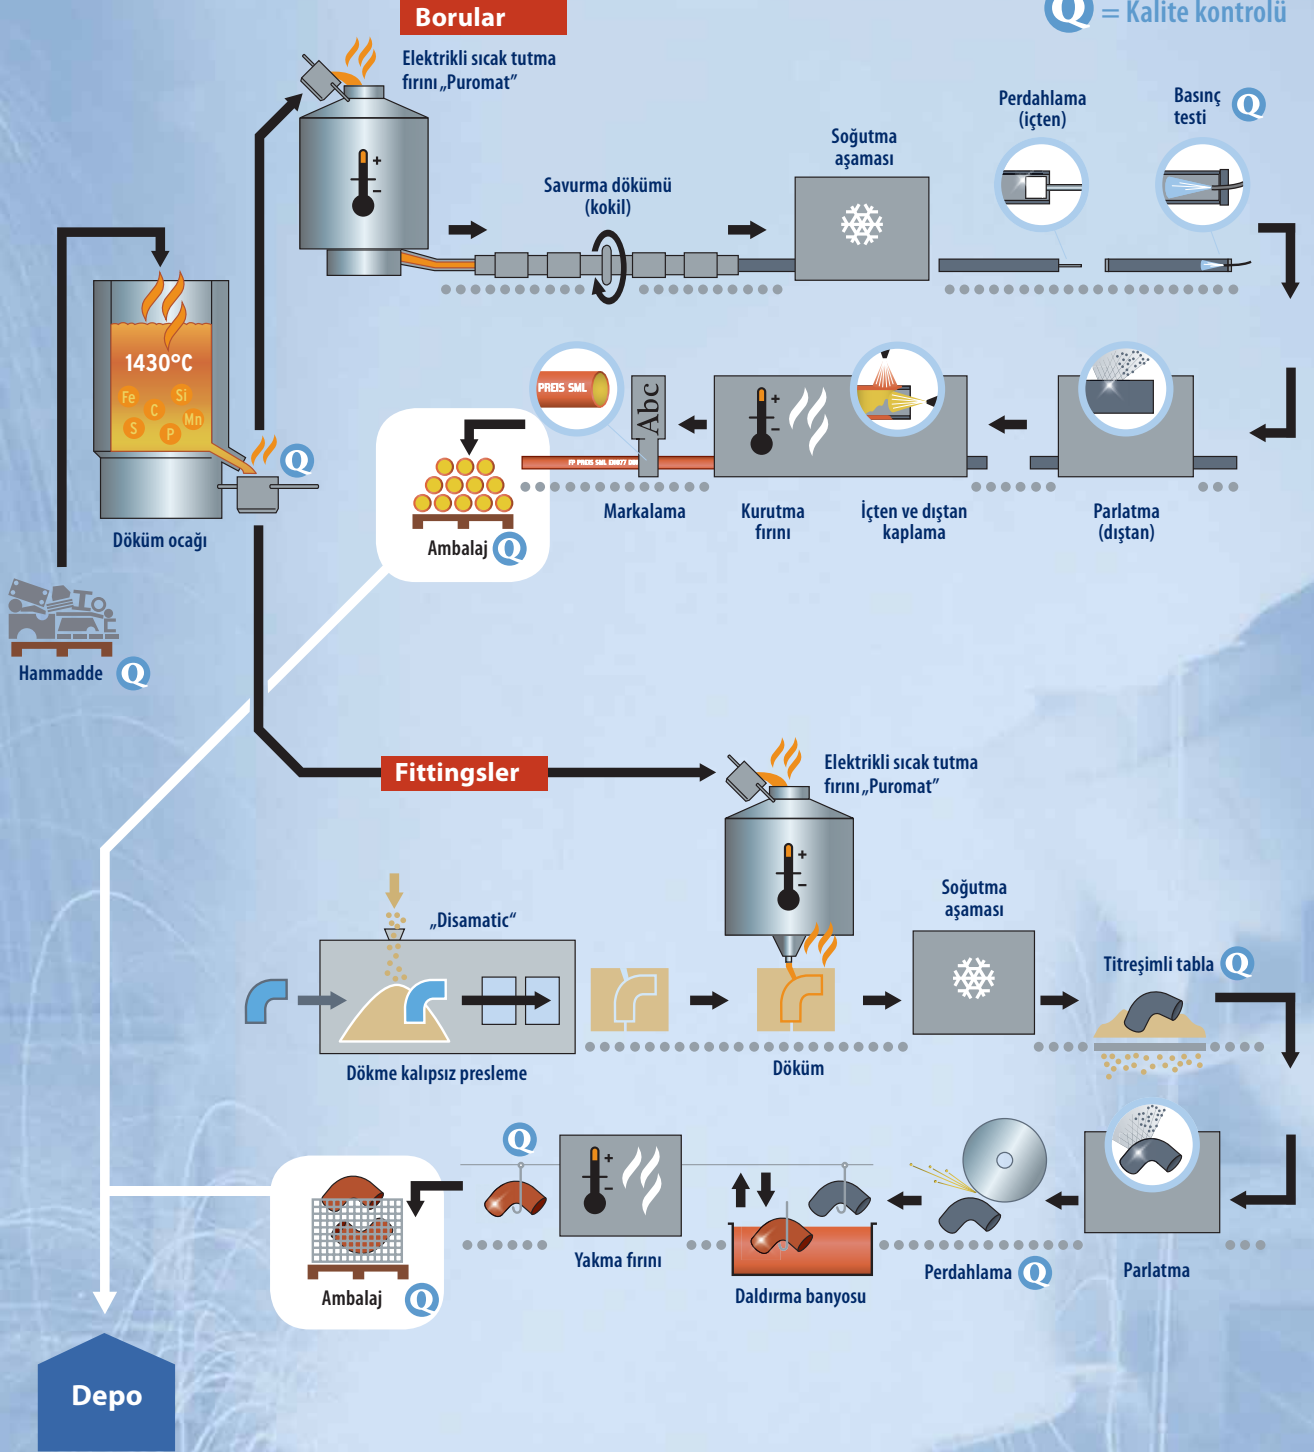 Borular
Q = Kalite kontrolü
Elektrikli sıcak tutma
fırını „Puromat”
Perdahlama
(içten)
Basınç
testi
Q
Soğutma
aşaması
Savurma dökümü
(kokil)
+
–
1430°C
Fe
C
Si
S
P
Mn
Q
Döküm ocağı
Hammadde Q
PREIS SML
Abc
+
–
Markalama
Kurutma
fırını
İçten ve dıştan
kaplama
Parlatma
(dıştan)
Ambalaj Q
Fittingsler
Elektrikli sıcak tutma
fırını „Puromat”
+
–
„Disamatic“
Soğutma
aşaması
Titreşimli tabla Q
Dökme kalıpsız presleme
Döküm
Q
+
–
Yakma fırını
Daldırma banyosu
Perdahlama Q
Parlatma
Ambalaj Q
Depo